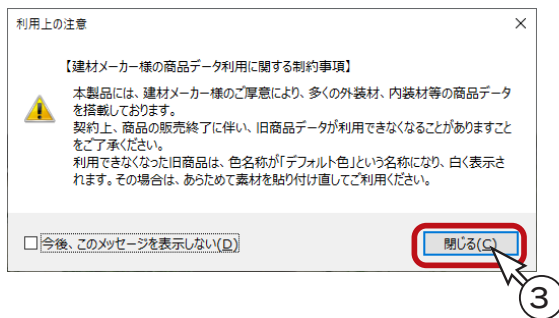 利用上の注意
【建材メーカー様の商品データ利用に関する制約事項】
本製品には、建材メーカー様のご厚意により、多くの外装材、内装材等の商品データ
を搭載しております。
契約上、商品の販売終了に伴い、旧商品データが利用できなくなることがありますこと
をご了承ください。
利用できなくなった旧商品は、色名称が「デフォルト色」という名称になり、白く表示さ
れます。その場合は、あらためて素材を貼り付け直してご利用ください。
今後、このメッセージを表示しない(D)
閉じる(C)
3